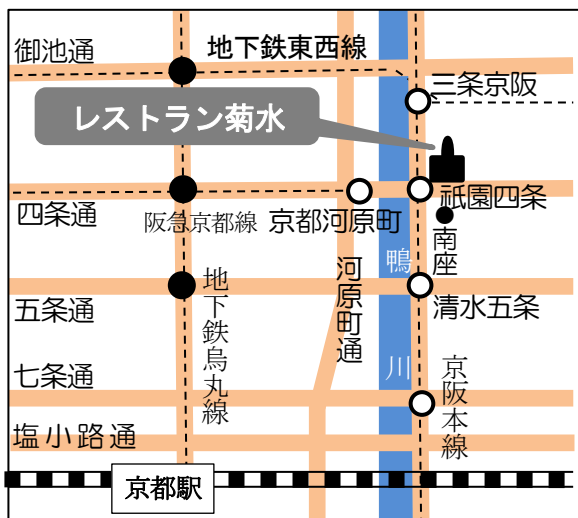 御池通
地下鉄東西線
三条京阪
レストラン菊水
四条通
阪急京都線
京都河原町
祇園四条
南座
鴨川
河原町通
地下鉄烏丸線
五条通
清水五条
七条通
京阪本線
塩小路通
京都駅